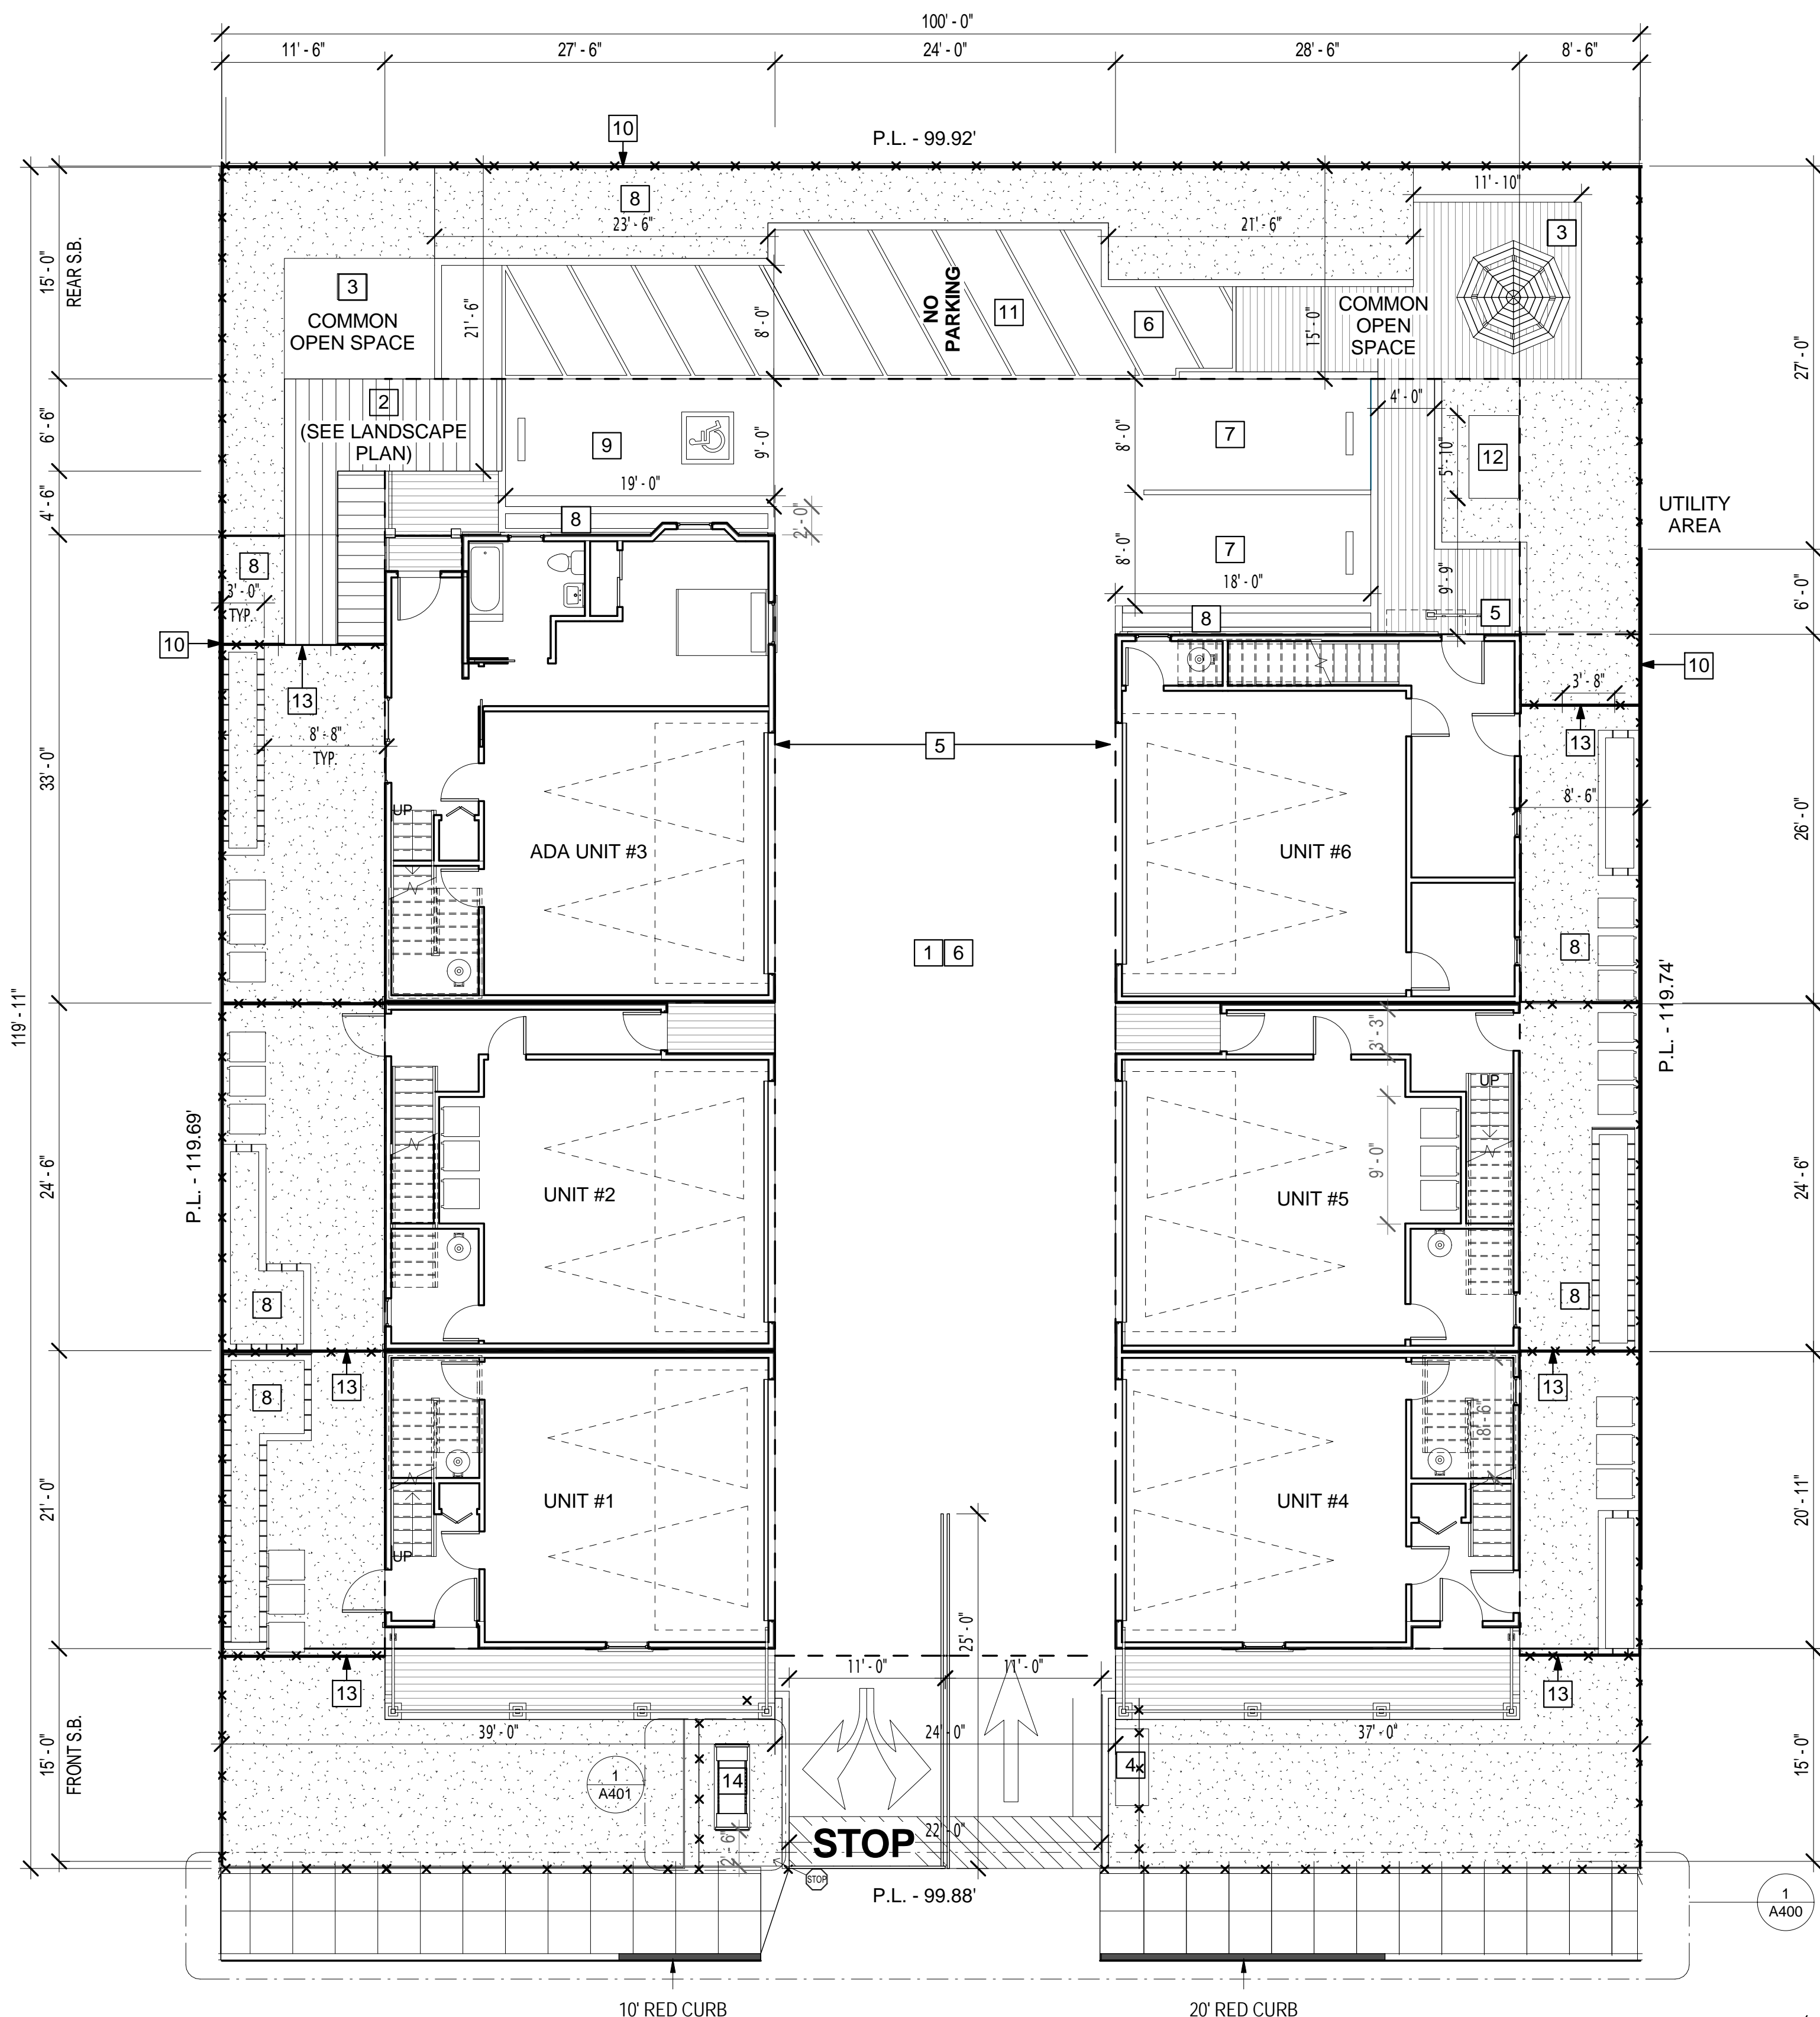 100' - 0"
11' - 6"
27' - 6"
24' - 0"
28' - 6"
8' - 6"
10
P.L. - 99.92'
11' - 10"
8
23' - 6"
21' - 6"
3
15' - 0"
REAR S.B.
3
COMMON
OPEN SPACE
21' - 6"
8' - 0"
NO
PARKING
11
6
15' - 0"
COMMON
OPEN
SPACE
27' - 0"
2
(SEE LANDSCAPE
PLAN)
6' - 6"
9
9' - 0"
8' - 0"
7
4' - 0"
5' - 10"
12
4' - 6"
19' - 0"
8
2' - 0"
UTILITY
AREA
8
3' - 0"
TYP.
8' - 0"
7
18' - 0"
9' - 9"
6' - 0"
8
5
10
13
10
3' - 8"
8' - 8"
TYP.
5
13
33' - 0"
8' - 6"
26' - 0"
UP
ADA UNIT #3
UNIT #6
1
6
8
119' - 11"
P.L. - 119.74'
3' - 3"
UP
P.L. - 119.69'
24' - 6"
UNIT #2
9' - 0"
UNIT #5
24' - 6"
8
8
8
13
13
8' - 6"
21' - 0"
UNIT #1
UNIT #4
20' - 11"
UP
25' - 0"
11' - 0"
11' - 0"
13
13
39' - 0"
24' - 0"
37' - 0"
15' - 0"
FRONT S.B.
1
A401
14
4
15' - 0"
2' - 6"
STOP
22' - 0"
STOP
P.L. - 99.88'
1
A400
10' RED CURB
20' RED CURB